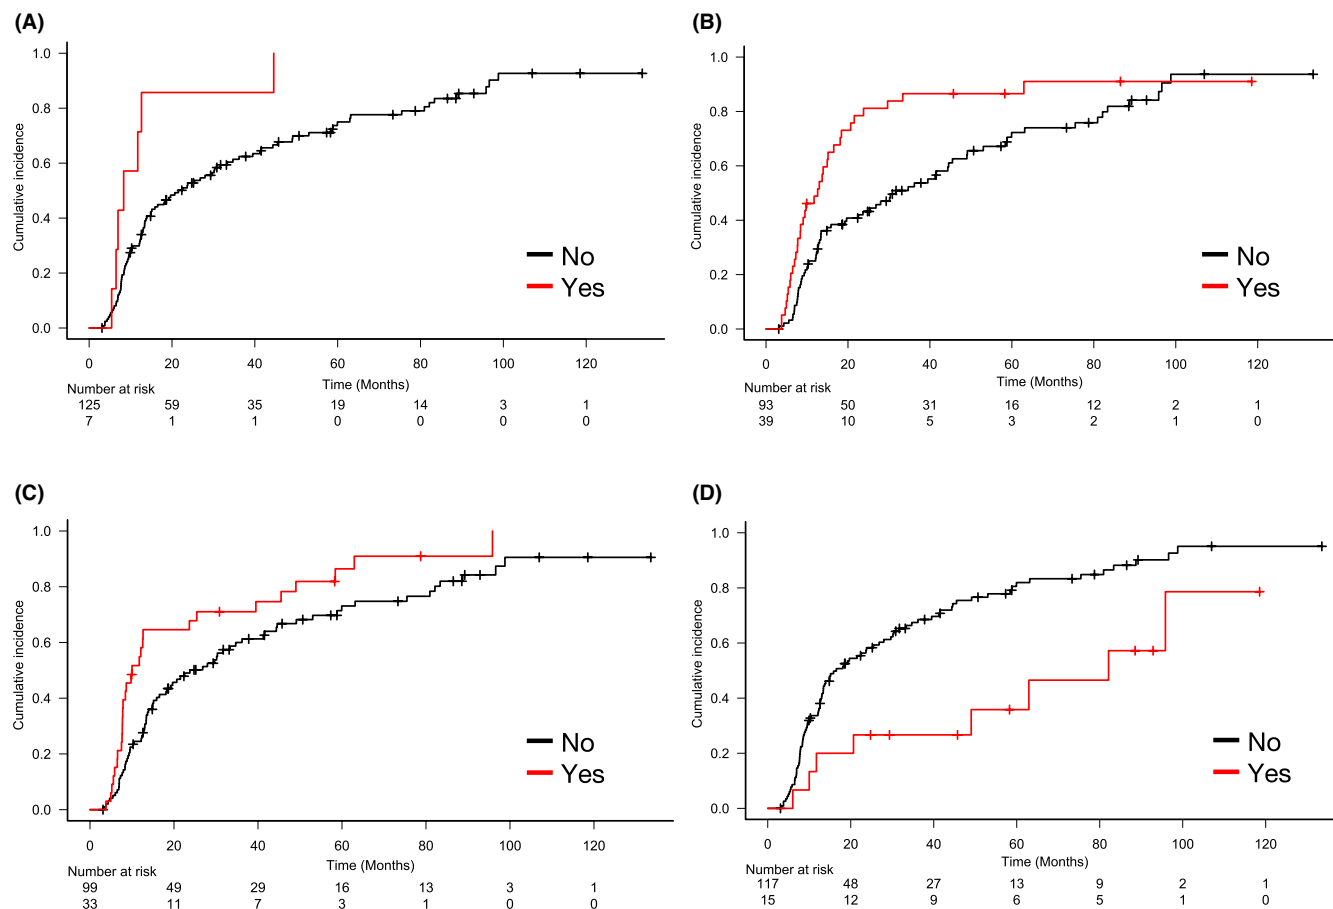 (A)
1.0
0.8
0.6
0.4
0.2
0.0
Cumulative incidence
No
Yes
0 20 40 60 80 100 120
Time (Months)
Number at risk
125 59 35 19 14 3 1
7 1 1 0 0 0 0
(B)
1.0
0.8
0.6
0.4
0.2
0.0
Cumulative incidence
No
Yes
0 20 40 60 80 100 120
Time (Months)
Number at risk
93 50 31 16 12 2 1
39 10 5 3 2 1 0
(C)
1.0
0.8
0.6
0.4
0.2
0.0
Cumulative incidence
No
Yes
0 20 40 60 80 100 120
Time (Months)
Number at risk
99 49 29 16 13 3 1
33 11 7 3 1 0 0
(D)
1.0
0.8
0.6
0.4
0.2
0.0
Cumulative incidence
No
Yes
0 20 40 60 80 100 120
Time (Months)
Number at risk
117 48 27 13 9 2 1
15 12 9 6 5 1 0